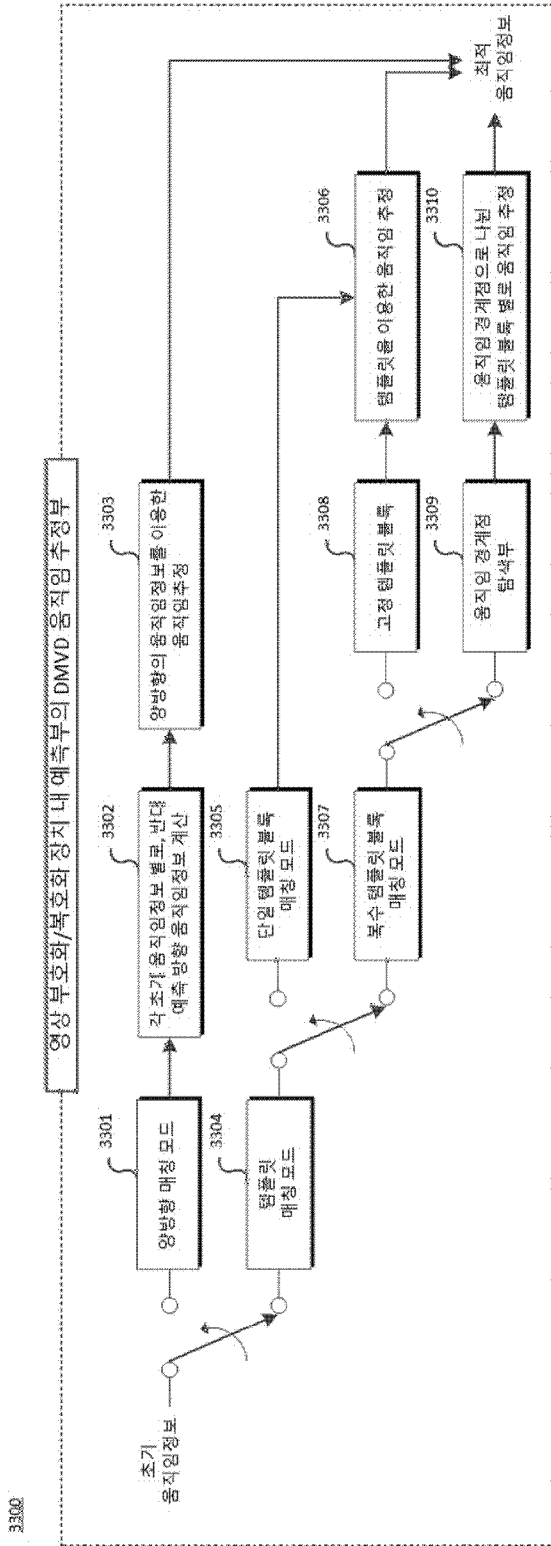 3300
영상 부호화/복호화 장치 내 예측부의 DMVD 움직임 추정부
초기
움직임정보
3301
양방향 매칭 모드
3302
각 초기 움직임정보 별로, 반대
예측 방향 움직임정보 계산
3303
양방향의 움직임정보를 이용한
움직임추정
3304
템플릿
매칭 모드
3305
단일 템플릿 블록
매칭 모드
3306
템플릿을 이용한 움직임 추정
3307
복수 템플릿 블록
매칭 모드
3308
고정 템플릿 블록
3309
움직임 경계점
탐색부
3310
움직임 경계점으로 나뉜
템플릿 블록 별로 움직임 추정
최적
움직임정보